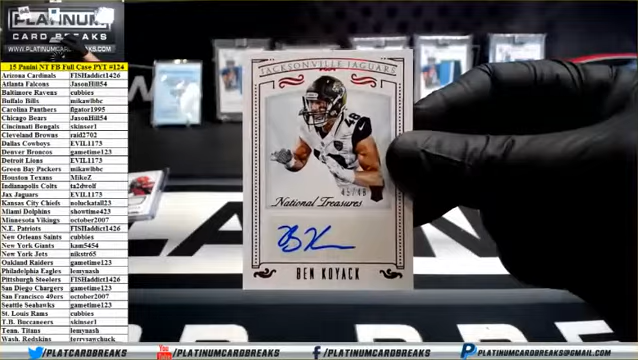 PLATINUM
CARD BREAKS
WWW.PLATINUMCARDBREAKS.COM
15 Panini NT FB Full Case PYT #124
Arizona Cardinals FISHaddict1426
Atlanta Falcons JasonHill54
Baltimore Ravens cubbies
Buffalo Bills mikawlbbc
Carolina Panthers flgator1995
Chicago Bears JasonHill54
Cincinnati Bengals skinser1
Cleveland Browns raid2702
Dallas Cowboys EVIL1173
Denver Broncos gametime123
Detroit Lions EVIL1173
Green Bay Packers mikawlbbc
Houston Texans MikeZ
Indianapolis Colts ta2dwolf
Jax Jaguars EVIL1173
Kansas City Chiefs noluckatall23
Miami Dolphins showtime423
Minnesota Vikings october2007
N.E. Patriots FISHaddict1426
New Orleans Saints cubbies
New York Giants kam5454
New York Jets nikstr65
Oakland Raiders gametime123
Philadelphia Eagles lemynash
Pittsburgh Steelers FISHaddict1426
San Diego Chargers gametime123
San Francisco 49ers october2007
Seattle Seahawks gametime123
St. Louis Rams cubbies
T.B. Buccaneers skinser1
Tenn. Titans lemynash
Wash. Redskins terrysawchuck
JACKSONVILLE JAGUARS
National Treasures
BEN KOYACK
/PLATCARDBREAKS
/PLATINUMCARDBREAKS
/PLATINUMCARDBREAKS
PLATINUMCARDBREAKS@GMAIL.COM